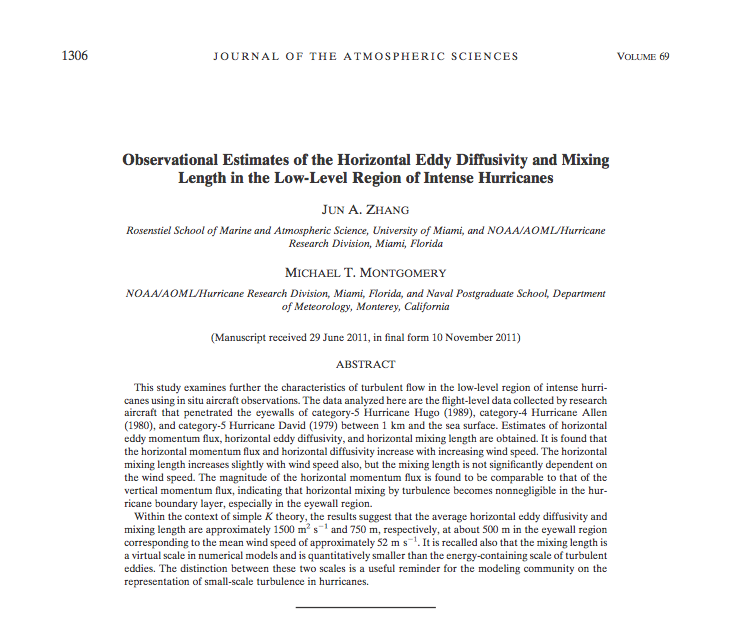 1306
JOURNAL OF THE ATMOSPHERIC SCIENCES
VOLUME 69
Observational Estimates of the Horizontal Eddy Diffusivity and Mixing
Length in the Low-Level Region of Intense Hurricanes
JUN A. ZHANG
Rosenstiel School of Marine and Atmospheric Science, University of Miami, and NOAA/AOML/Hurricane
Research Division, Miami, Florida
MICHAEL T. MONTGOMERY
NOAA/AOML/Hurricane Research Division, Miami, Florida, and Naval Postgraduate School, Department
of Meteorology, Monterey, California
(Manuscript received 29 June 2011, in final form 10 November 2011)
ABSTRACT
This study examines further the characteristics of turbulent flow in the low-level region of intense hurri-
canes using in situ aircraft observations. The data analyzed here are the flight-level data collected by research
aircraft that penetrated the eyewalls of category-5 Hurricane Hugo (1989), category-4 Hurricane Allen
(1980), and category-5 Hurricane David (1979) between 1 km and the sea surface. Estimates of horizontal
eddy momentum flux, horizontal eddy diffusivity, and horizontal mixing length are obtained. It is found that
the horizontal momentum flux and horizontal diffusivity increase with increasing wind speed. The horizontal
mixing length increases slightly with wind speed also, but the mixing length is not significantly dependent on
the wind speed. The magnitude of the horizontal momentum flux is found to be comparable to that of the
vertical momentum flux, indicating that horizontal mixing by turbulence becomes nonnegligible in the hur-
ricane boundary layer, especially in the eyewall region.
Within the context of simple K theory, the results suggest that the average horizontal eddy diffusivity and
mixing length are approximately 1500 m² s⁻¹ and 750 m, respectively, at about 500 m in the eyewall region
corresponding to the mean wind speed of approximately 52 m s⁻¹. It is recalled also that the mixing length is
a virtual scale in numerical models and is quantitatively smaller than the energy-containing scale of turbulent
eddies. The distinction between these two scales is a useful reminder for the modeling community on the
representation of small-scale turbulence in hurricanes.